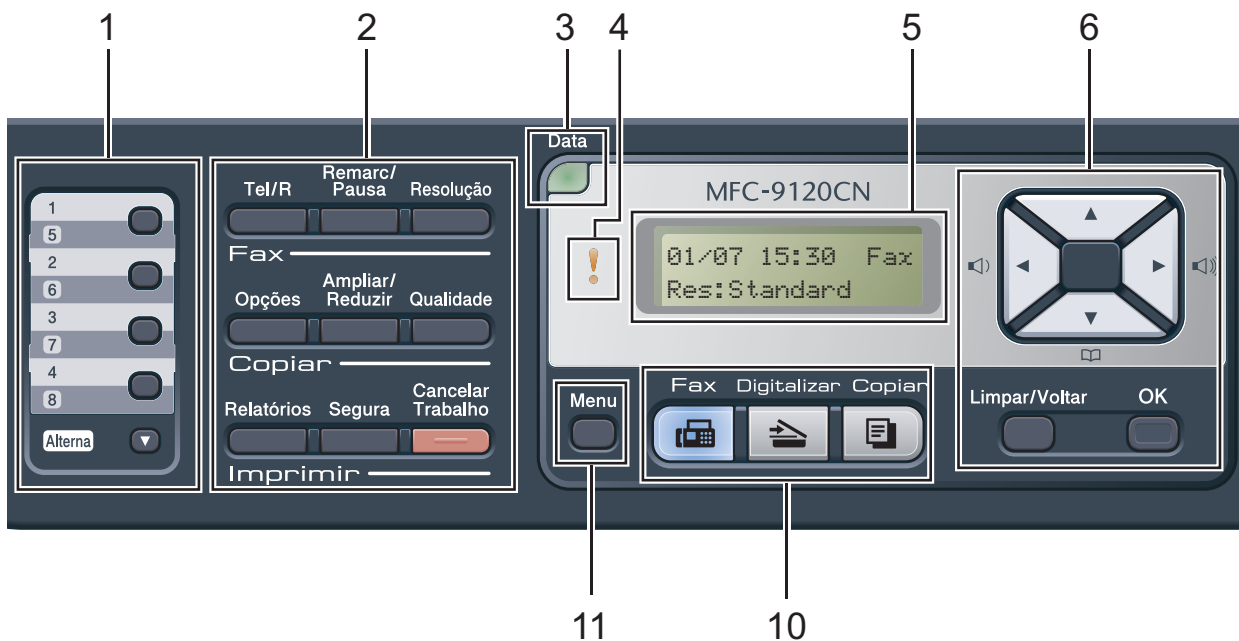 1 2 3 4 5 6
Data
MFC-9120CN
01/07 15:30 Fax
Res:Standard
1
5
2
6
3
7
4
8
Alterna
Tel/R Remarc/Pausa Resolução
Fax
Opções Ampliar/Reduzir Qualidade
Copiar
Relatórios Segura Cancelar Trabalho
Imprimir
Menu
Fax Digitalizar Copiar
Limpar/Voltar OK
11 10